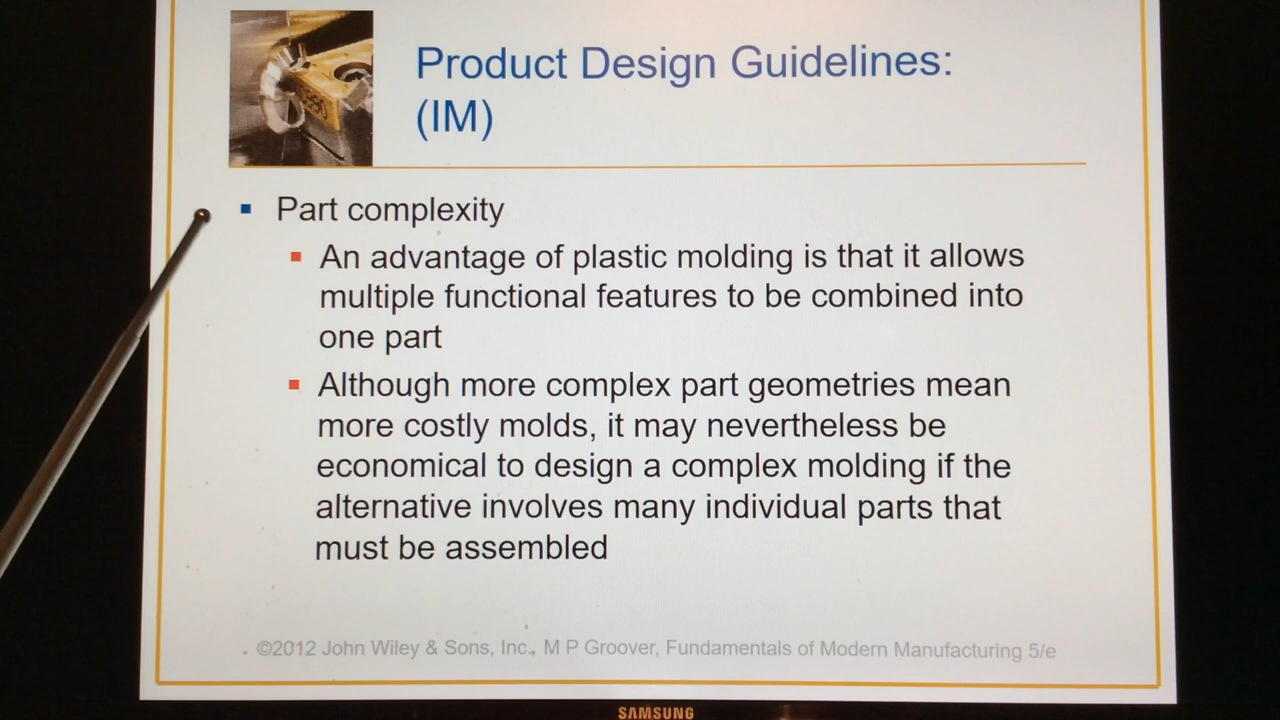 Product Design Guidelines:
(IM)
Part complexity
An advantage of plastic molding is that it allows
multiple functional features to be combined into
one part
Although more complex part geometries mean
more costly molds, it may nevertheless be
economical to design a complex molding if the
alternative involves many individual parts that
must be assembled
©2012 John Wiley & Sons, Inc., M P Groover, Fundamentals of Modern Manufacturing 5/e
SAMSUNG